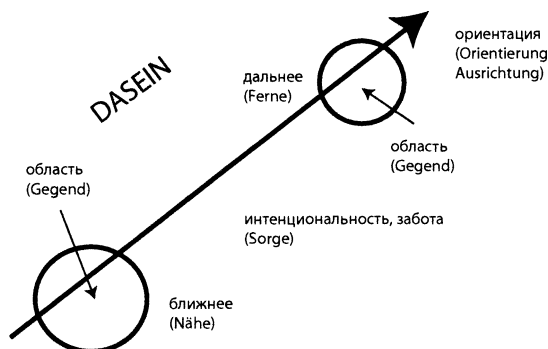 DASEIN
ориентация
(Orientierung
Ausrichtung)
дальнее
(Ferne)
область
(Gegend)
область
(Gegend)
интенциональность, забота
(Sorge)
ближнее
(Nähe)